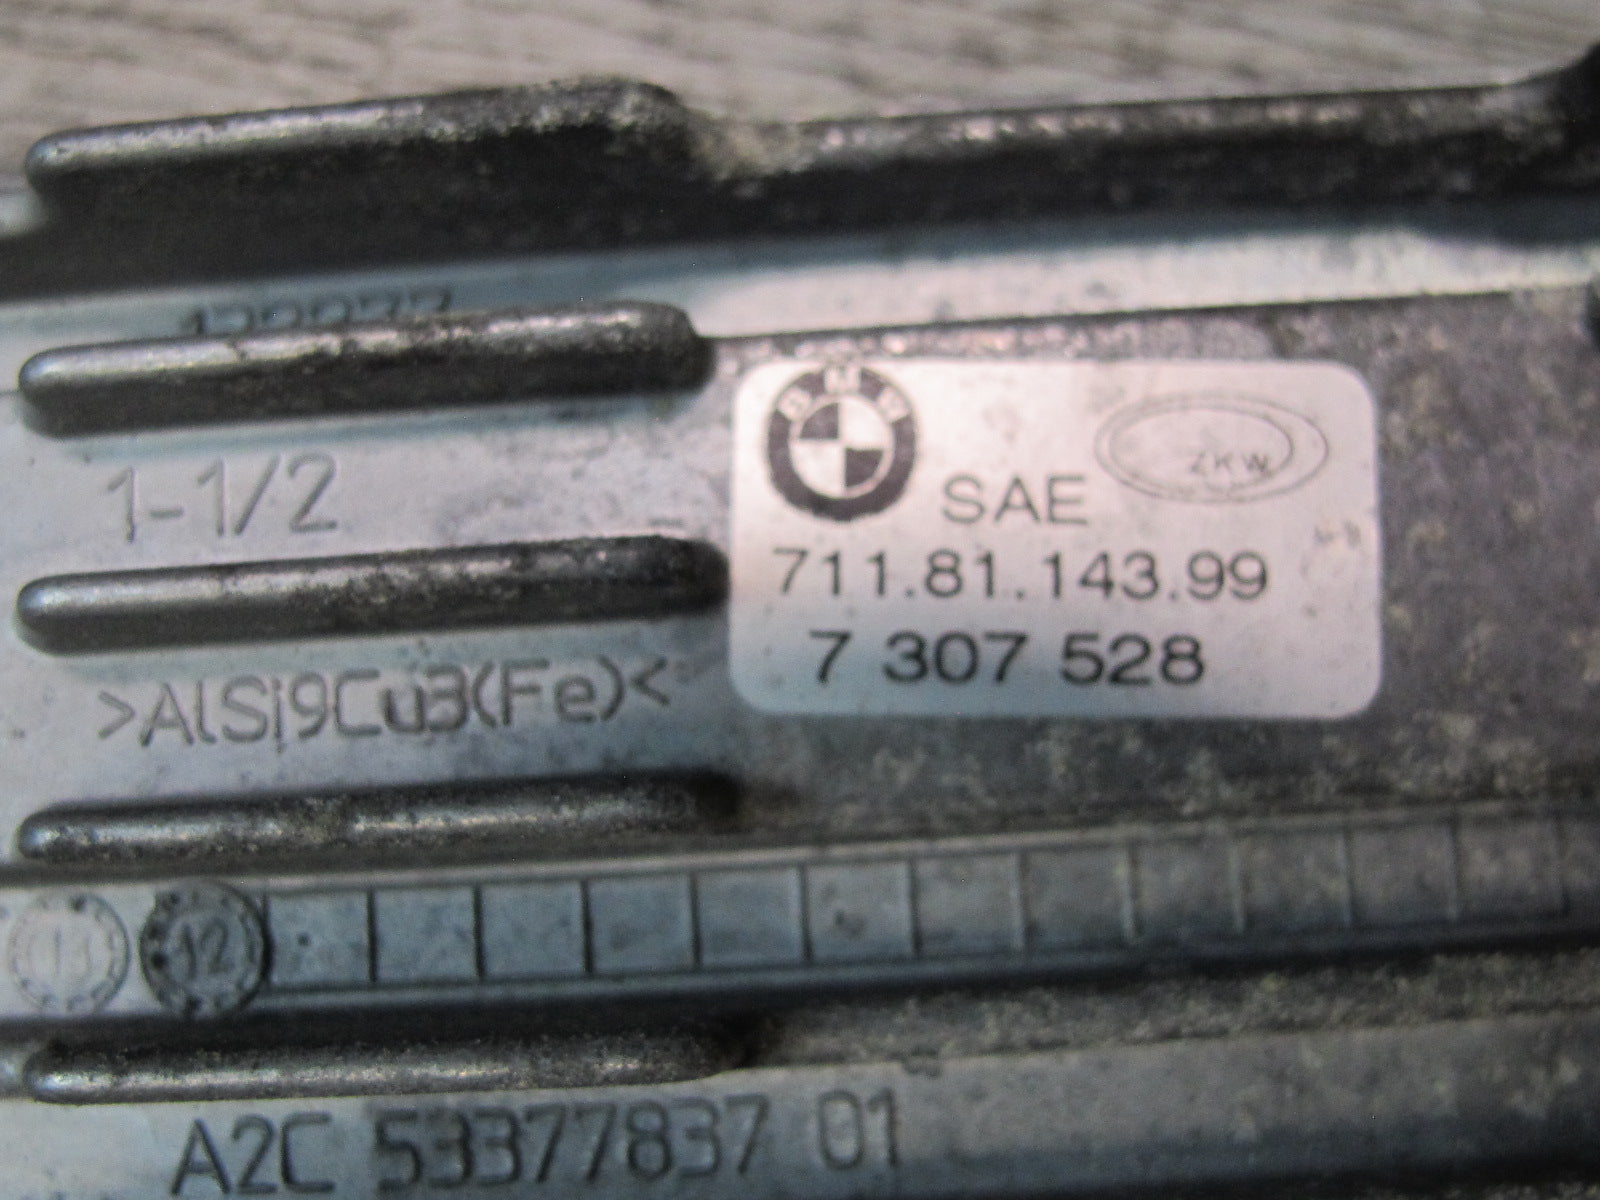 1-1/2
BMW
ZKW
SAE
711.81.143.99
7 307 528
>AlSi9Cu3(Fe)<
13
12
A2C 53377837 01